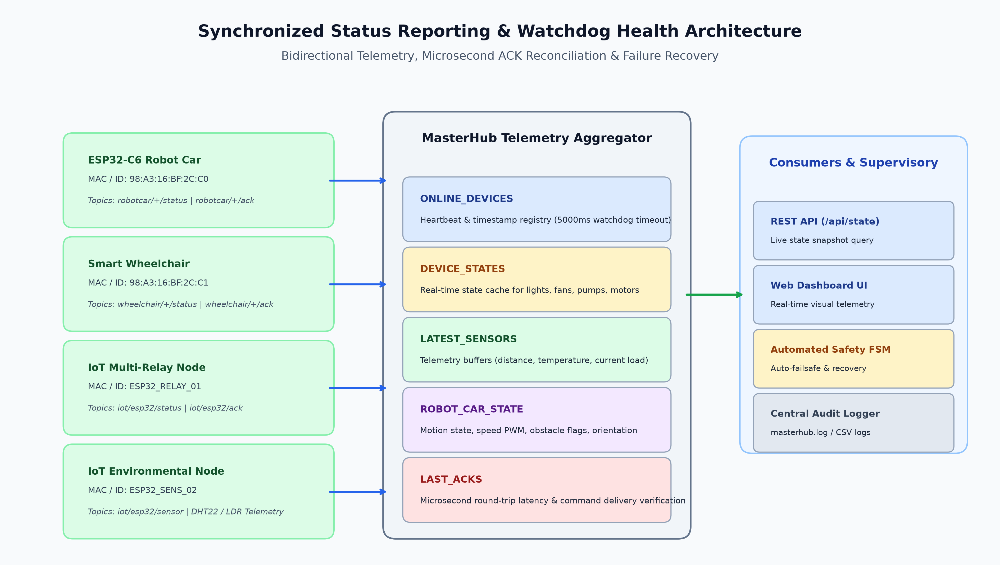 Synchronized Status Reporting & Watchdog Health Architecture
Bidirectional Telemetry, Microsecond ACK Reconciliation & Failure Recovery
ESP32-C6 Robot Car
MAC / ID: 98:A3:16:BF:2C:C0
Topics: robotcar/+/status | robotcar/+/ack
Smart Wheelchair
MAC / ID: 98:A3:16:BF:2C:C1
Topics: wheelchair/+/status | wheelchair/+/ack
IoT Multi-Relay Node
MAC / ID: ESP32_RELAY_01
Topics: iot/esp32/status | iot/esp32/ack
IoT Environmental Node
MAC / ID: ESP32_SENS_02
Topics: iot/esp32/sensor | DHT22 / LDR Telemetry
MasterHub Telemetry Aggregator
ONLINE_DEVICES
Heartbeat & timestamp registry (5000ms watchdog timeout)
DEVICE_STATES
Real-time state cache for lights, fans, pumps, motors
LATEST_SENSORS
Telemetry buffers (distance, temperature, current load)
ROBOT_CAR_STATE
Motion state, speed PWM, obstacle flags, orientation
LAST_ACKS
Microsecond round-trip latency & command delivery verification
Consumers & Supervisory
REST API (/api/state)
Live state snapshot query
Web Dashboard UI
Real-time visual telemetry
Automated Safety FSM
Auto-failsafe & recovery
Central Audit Logger
masterhub.log / CSV logs